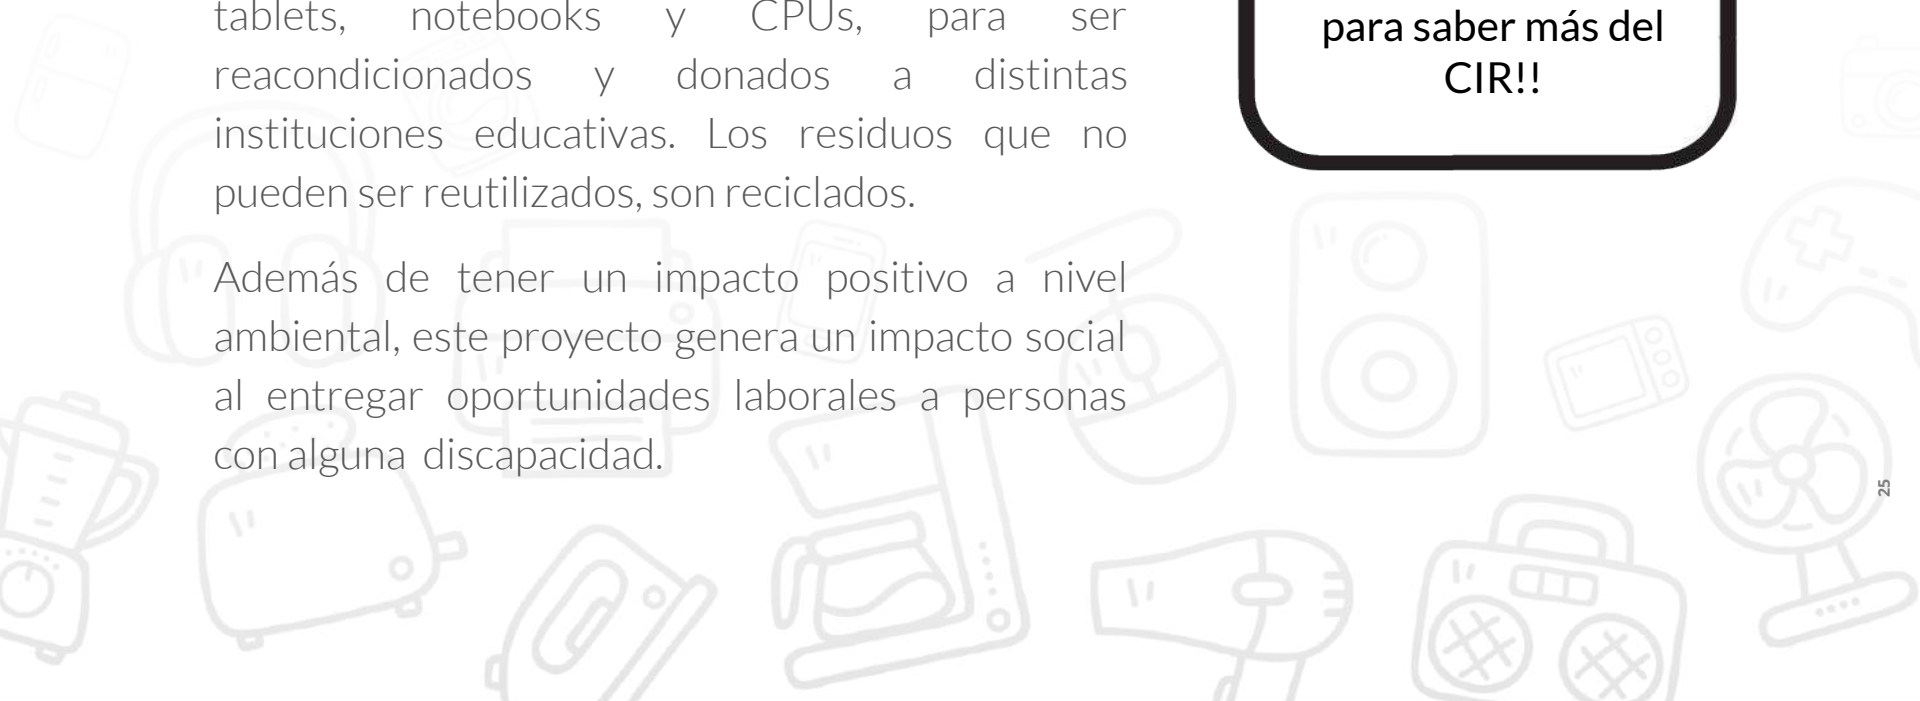 tablets, notebooks y CPUs, para ser
reacondicionados y donados a distintas
instituciones educativas. Los residuos que no
pueden ser reutilizados, son reciclados.
Además de tener un impacto positivo a nivel
ambiental, este proyecto genera un impacto social
al entregar oportunidades laborales a personas
con alguna discapacidad.
para saber más del
CIR!!
25